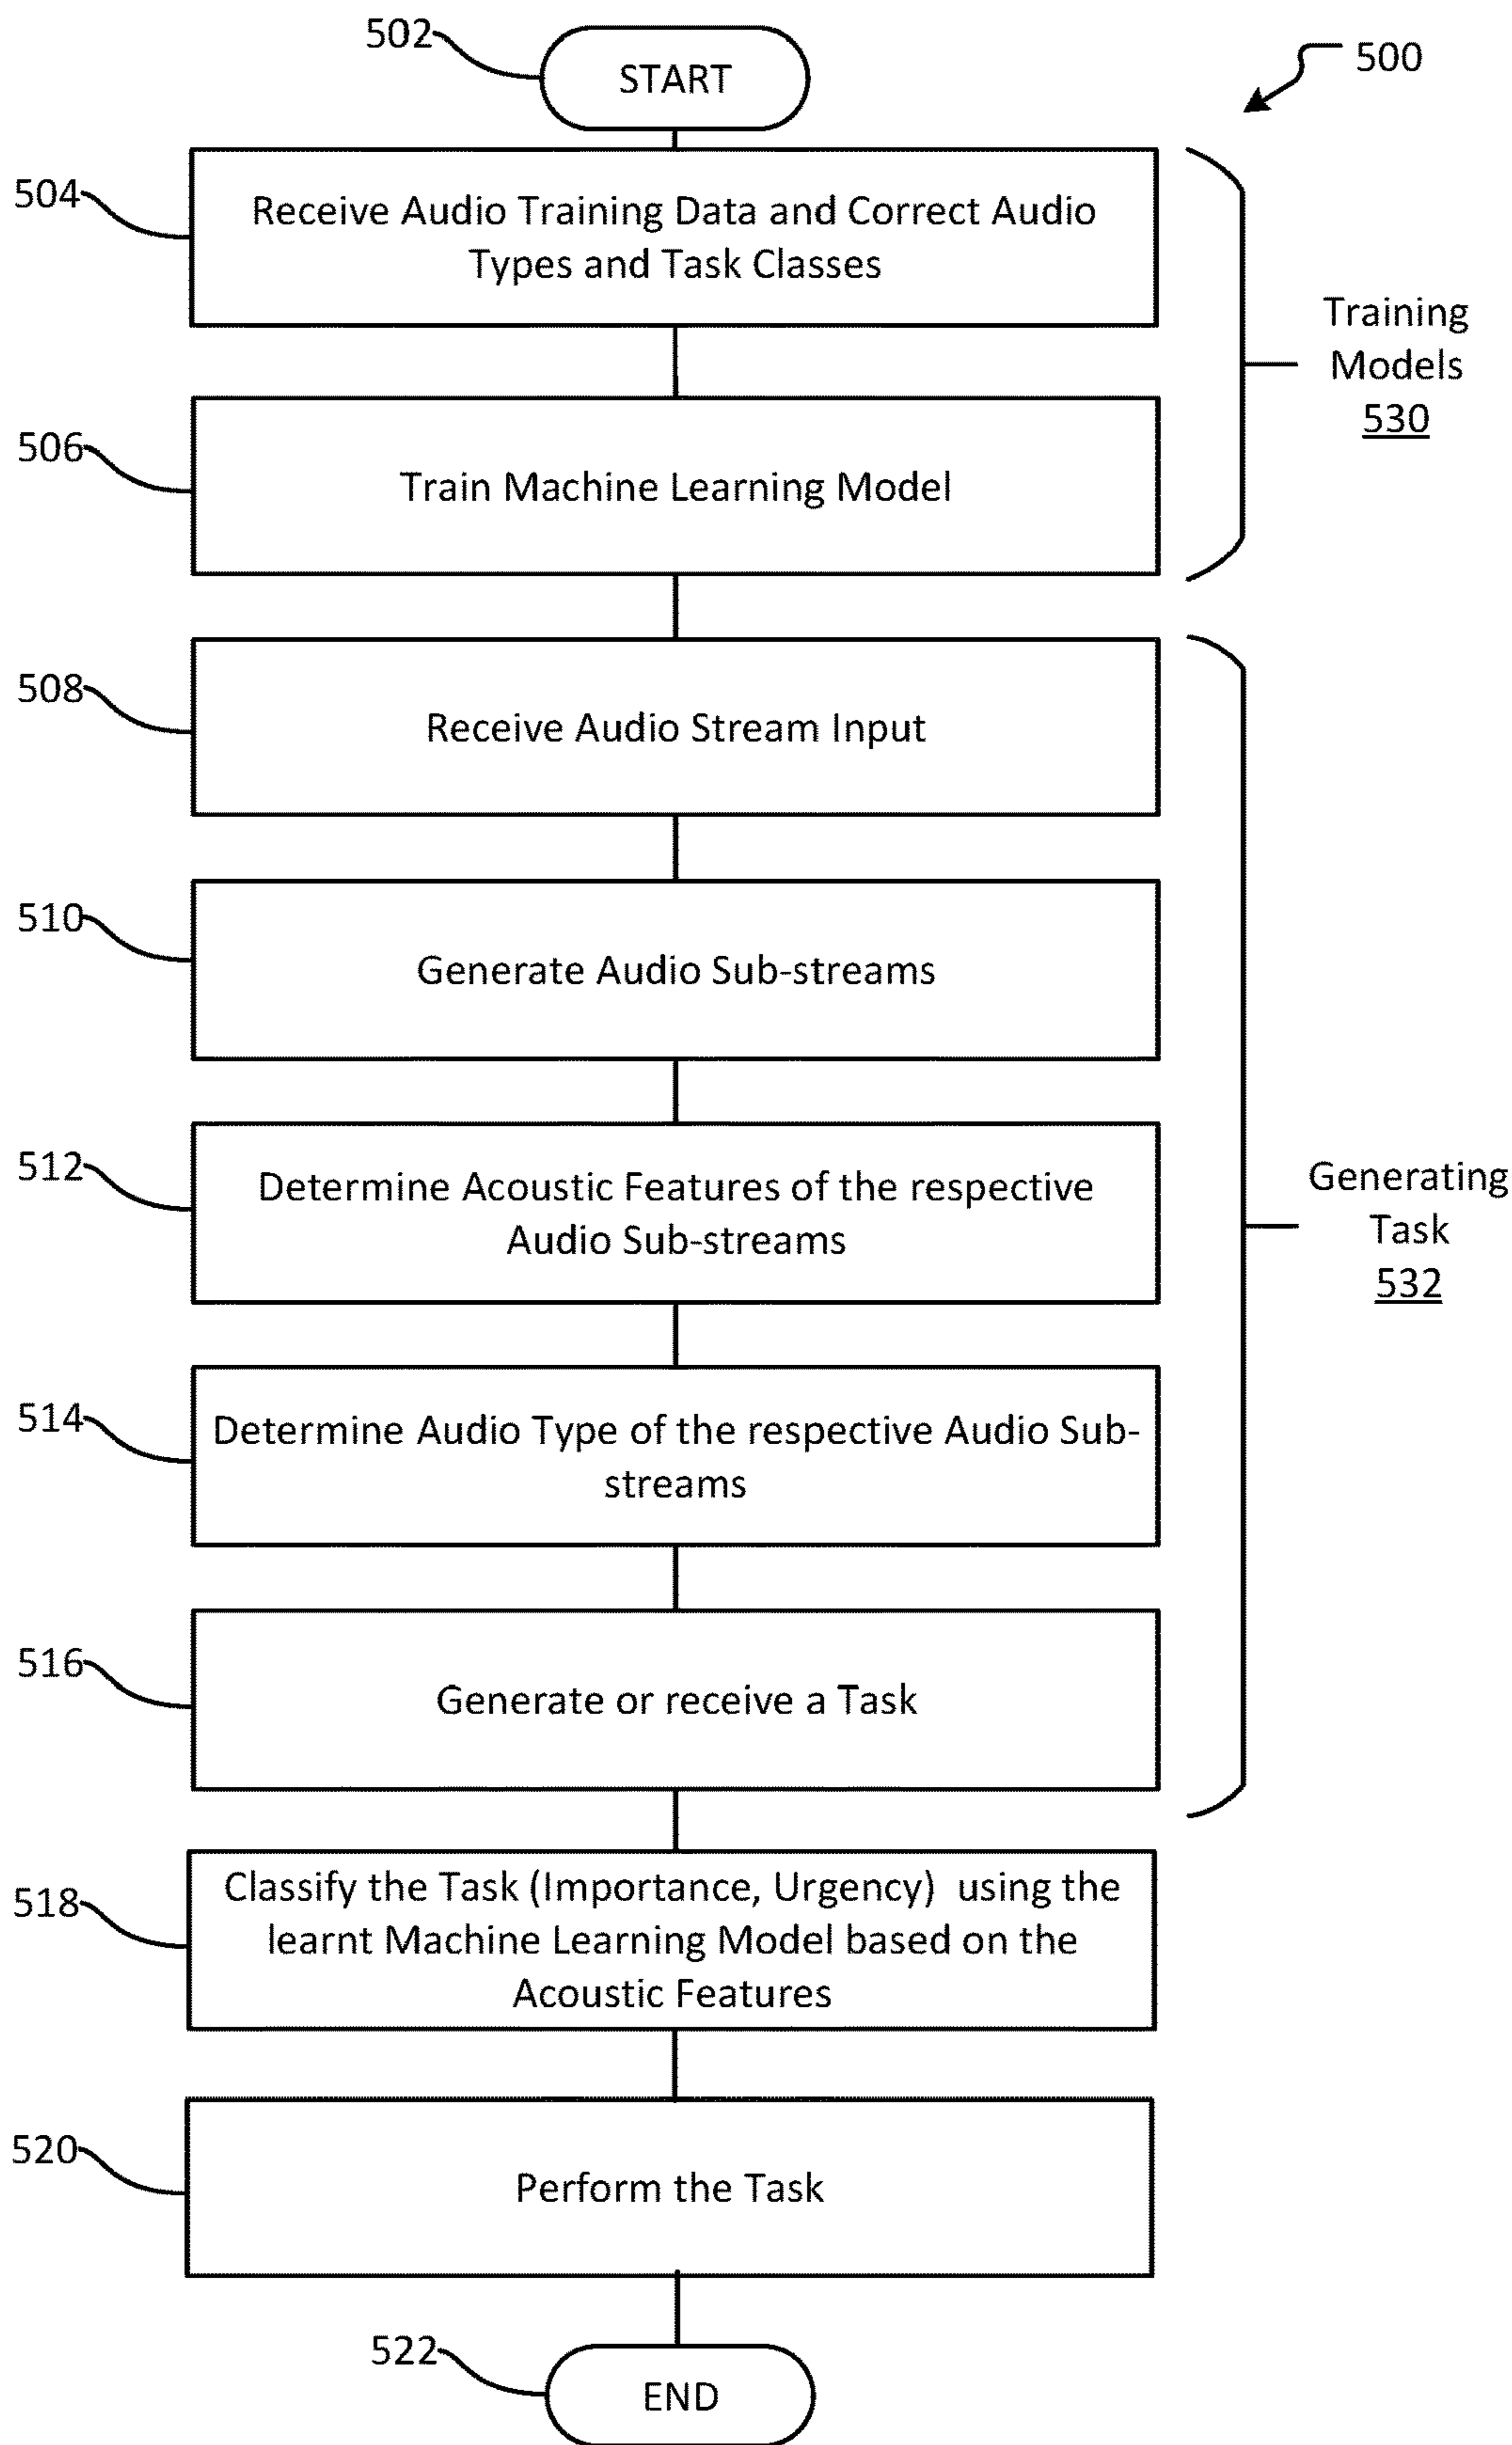 502
START
500
504
Receive Audio Training Data and Correct Audio
Types and Task Classes
Training
Models
530
506
Train Machine Learning Model
508
Receive Audio Stream Input
510
Generate Audio Sub-streams
512
Determine Acoustic Features of the respective
Audio Sub-streams
Generating
Task
532
514
Determine Audio Type of the respective Audio Sub-
streams
516
Generate or receive a Task
518
Classify the Task (Importance, Urgency) using the
learnt Machine Learning Model based on the
Acoustic Features
520
Perform the Task
522
END